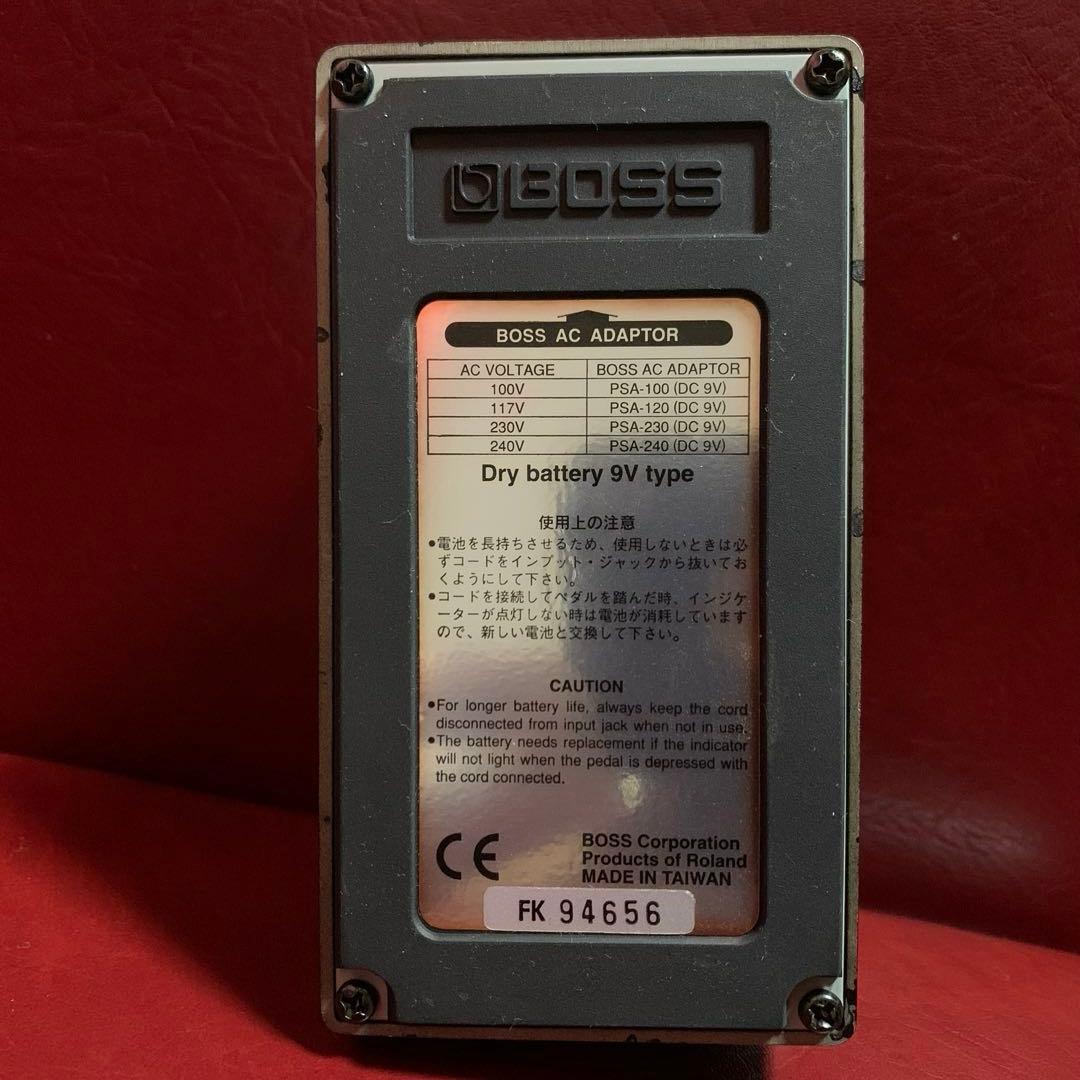 BOSS
BOSS AC ADAPTOR
AC VOLTAGE BOSS AC ADAPTOR
100V PSA-100 (DC 9V)
117V PSA-120 (DC 9V)
230V PSA-230 (DC 9V)
240V PSA-240 (DC 9V)
Dry battery 9V type
使用上の注意
●電池を長持ちさせるため、使用しないときは必
ずコードをインプット・ジャックから抜いてお
くようにして下さい。
●コードを接続してペダルを踏んだ時、インジケ
ーターが点灯しない時は電池が消耗しています
ので、新しい電池と交換して下さい。
CAUTION
●For longer battery life, always keep the cord
disconnected from input jack when not in use.
●The battery needs replacement if the indicator
will not light when the pedal is depressed with
the cord connected.
CE
BOSS Corporation
Products of Roland
MADE IN TAIWAN
FK 94656